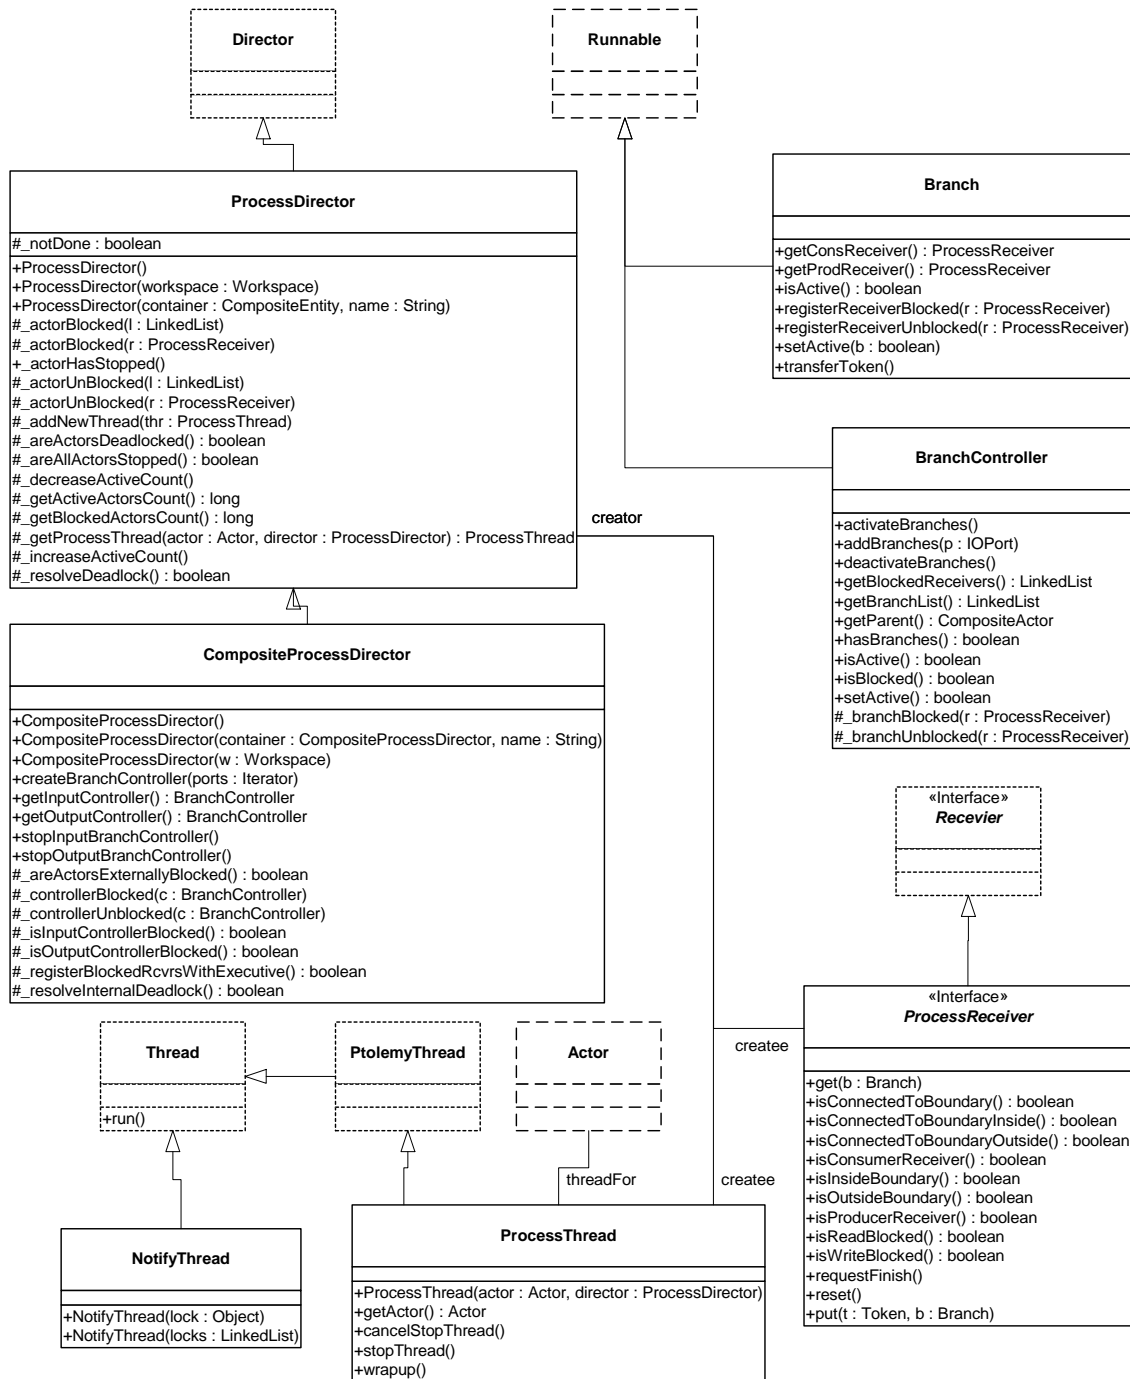 Director
Runnable
ProcessDirector
#_notDone : boolean
+ProcessDirector()
+ProcessDirector(workspace : Workspace)
+ProcessDirector(container : CompositeEntity, name : String)
#_actorBlocked(l : LinkedList)
#_actorBlocked(r : ProcessReceiver)
+_actorHasStopped()
#_actorUnBlocked(l : LinkedList)
#_actorUnBlocked(r : ProcessReceiver)
#_addNewThread(thr : ProcessThread)
#_areActorsDeadlocked() : boolean
#_areAllActorsStopped() : boolean
#_decreaseActiveCount()
#_getActiveActorsCount() : long
#_getBlockedActorsCount() : long
#_getProcessThread(actor : Actor, director : ProcessDirector) : ProcessThread
#_increaseActiveCount()
#_resolveDeadlock() : boolean
creator
Branch
+getConsReceiver() : ProcessReceiver
+getProdReceiver() : ProcessReceiver
+isActive() : boolean
+registerReceiverBlocked(r : ProcessReceiver)
+registerReceiverUnblocked(r : ProcessReceiver)
+setActive(b : boolean)
+transferToken()
BranchController
+activateBranches()
+addBranches(p : IOPort)
+deactivateBranches()
+getBlockedReceivers() : LinkedList
+getBranchList() : LinkedList
+getParent() : CompositeActor
+hasBranches() : boolean
+isActive() : boolean
+isBlocked() : boolean
+setActive() : boolean
#_branchBlocked(r : ProcessReceiver)
#_branchUnblocked(r : ProcessReceiver)
CompositeProcessDirector
+CompositeProcessDirector()
+CompositeProcessDirector(container : CompositeProcessDirector, name : String)
+CompositeProcessDirector(w : Workspace)
+createBranchController(ports : Iterator)
+getInputController() : BranchController
+getOutputController() : BranchController
+stopInputBranchController()
+stopOutputBranchController()
#_areActorsExternallyBlocked() : boolean
#_controllerBlocked(c : BranchController)
#_controllerUnblocked(c : BranchController)
#_isInputControllerBlocked() : boolean
#_isOutputControllerBlocked() : boolean
#_registerBlockedRcvrsWithExecutive() : boolean
#_resolveInternalDeadlock() : boolean
«Interface»
Recevier
«Interface»
ProcessReceiver
+get(b : Branch)
+isConnectedToBoundary() : boolean
+isConnectedToBoundaryInside() : boolean
+isConnectedToBoundaryOutside() : boolean
+isConsumerReceiver() : boolean
+isInsideBoundary() : boolean
+isOutsideBoundary() : boolean
+isProducerReceiver() : boolean
+isReadBlocked() : boolean
+isWriteBlocked() : boolean
+requestFinish()
+reset()
+put(t : Token, b : Branch)
createe
Thread
+run()
PtolemyThread
Actor
threadFor
createe
NotifyThread
+NotifyThread(lock : Object)
+NotifyThread(locks : LinkedList)
ProcessThread
+ProcessThread(actor : Actor, director : ProcessDirector)
+getActor() : Actor
+cancelStopThread()
+stopThread()
+wrapup()